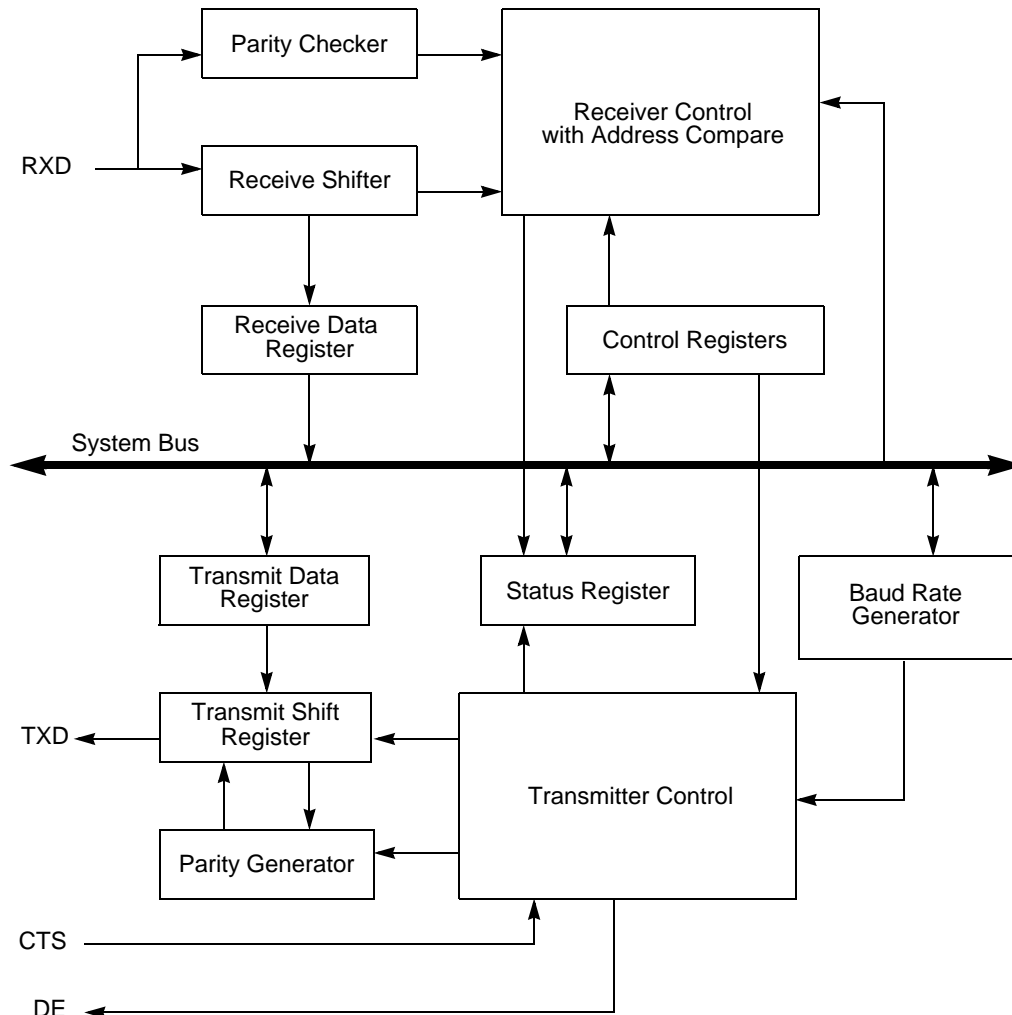 Parity Checker
Receiver Control
with Address Compare
RXD
Receive Shifter
Receive Data
Register
Control Registers
System Bus
Transmit Data
Register
Status Register
Baud Rate
Generator
TXD
Transmit Shift
Register
Transmitter Control
Parity Generator
CTS
DE